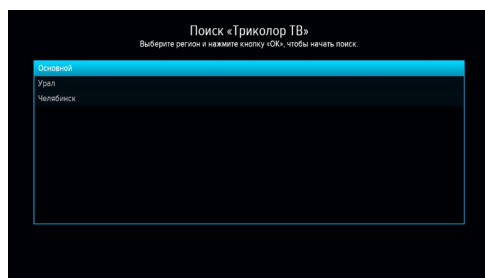 Поиск «Триколор ТВ»
Выберите регион и нажмите кнопку «ОК», чтобы начать поиск.
Основной
Урал
Челябинск